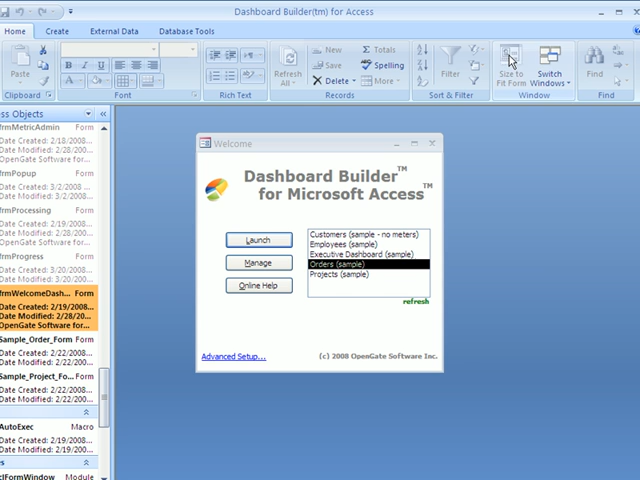 Dashboard Builder(tm) for Access
Home Create External Data Database Tools
Paste
Clipboard
B I U
Font
Rich Text
Refresh All
New
Save
Delete
Totals
Spelling
More
Records
Filter
Sort & Filter
Size to Fit Form
Switch Windows
Window
Find
Find
ss Objects
frmMetricAdmin Form
Date Created: 2/18/2008...
Date Modified: 2/28/20...
OpenGate Software for...
frmPopup Form
Date Created: 3/2/2008 ...
Date Modified: 3/2/2008...
frmProcessing Form
Date Created: 2/19/2008...
Date Modified: 2/19/200...
OpenGate Software for...
frmProgress Form
Date Created: 3/20/2008...
Date Modified: 3/20/200...
frmWelcomeDash... Form
Date Created: 2/19/2008...
Date Modified: 2/28/20...
OpenGate Software for...
Sample_Order_Form Form
Date Created: 2/22/2008...
Date Modified: 2/22/200...
Sample_Project_Fo... Form
Date Created: 2/22/2008...
Date Modified: 2/22/200...
AutoExec Macro
Date Created: 2/19/2008...
Date Modified: 2/19/200...
clFormWindow Module
Welcome
Dashboard Builder™
for Microsoft Access™
Launch
Manage
Online Help
Customers (sample - no meters)
Employees (sample)
Executive Dashboard (sample)
Orders (sample)
Projects (sample)
refresh
Advanced Setup...
(c) 2008 OpenGate Software Inc.